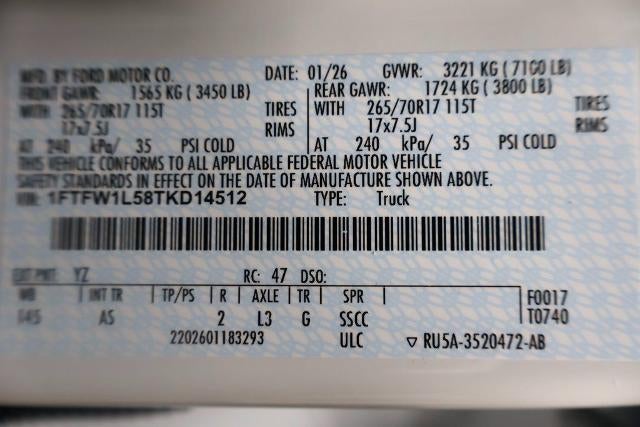 MFD. BY FORD MOTOR CO. DATE: 01/26 GVWR: 3221 KG ( 7100 LB)
FRONT GAWR: 1565 KG ( 3450 LB) REAR GAWR: 1724 KG ( 3800 LB)
WITH 265/70R17 115T TIRES WITH 265/70R17 115T TIRES
17x7.5J RIMS 17x7.5J RIMS
AT 240 kPa/ 35 PSI COLD AT 240 kPa/ 35 PSI COLD
THIS VEHICLE CONFORMS TO ALL APPLICABLE FEDERAL MOTOR VEHICLE
SAFETY STANDARDS IN EFFECT ON THE DATE OF MANUFACTURE SHOWN ABOVE.
VIN: 1FTFW1L58TKD14512 TYPE: Truck
EXT PNT: YZ RC: 47 DSO:
WB INT TR TP/PS R AXLE TR SPR F0017
145 AS 2 L3 G SSCC T0740
2202601183293 ULC ▽ RU5A-3520472-AB